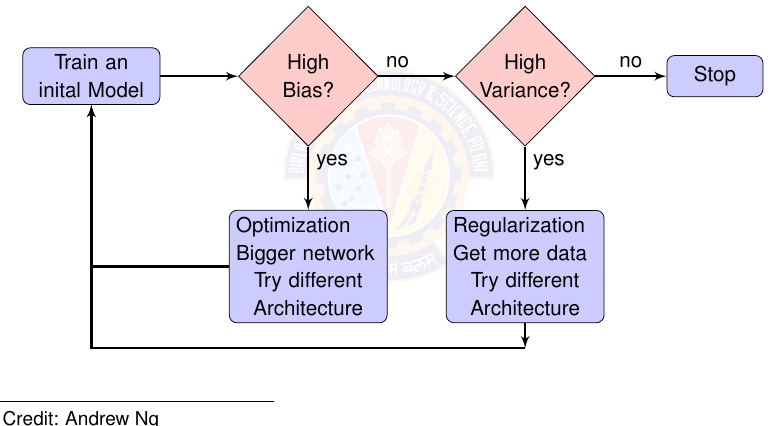 Train an
inital Model
High
Bias?
no
High
Variance?
no
Stop
yes
yes
Optimization
Bigger network
Try different
Architecture
Regularization
Get more data
Try different
Architecture
Credit: Andrew Ng